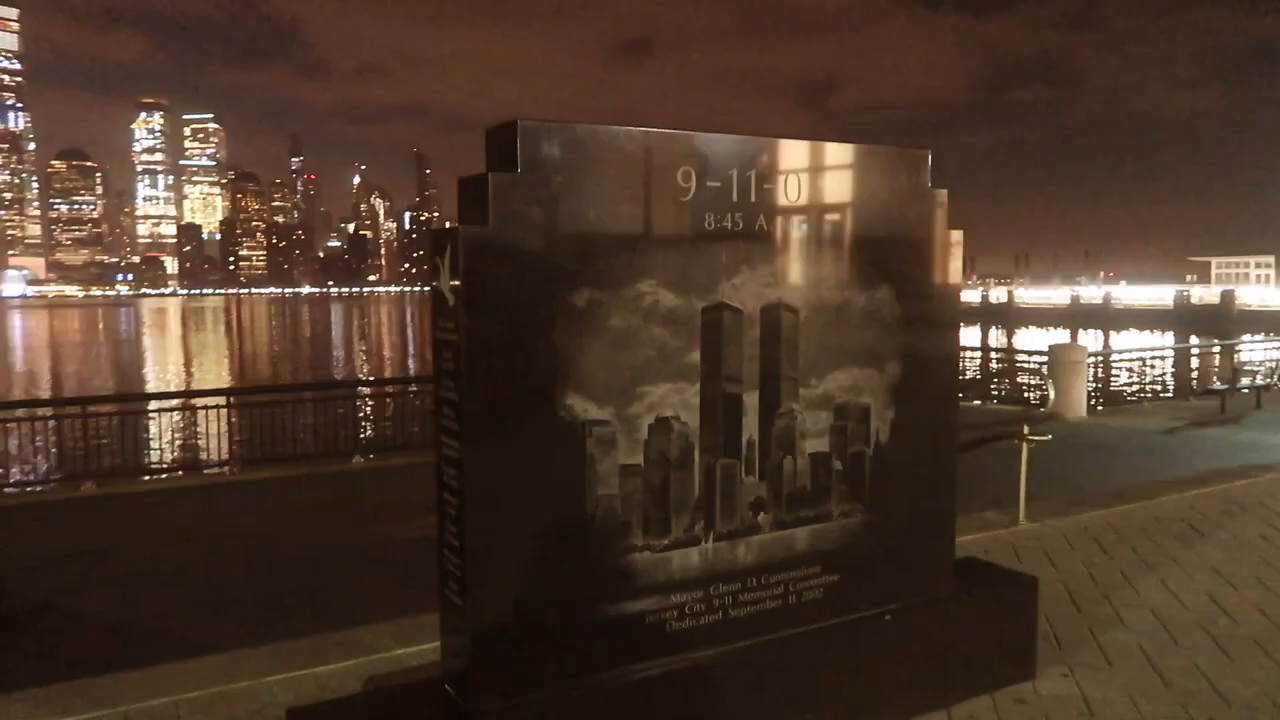 9-11-0
8:45 A.
Mayor Glenn D. Cunningham
Jersey City 9-11 Memorial Committee
Dedicated September 11 2002